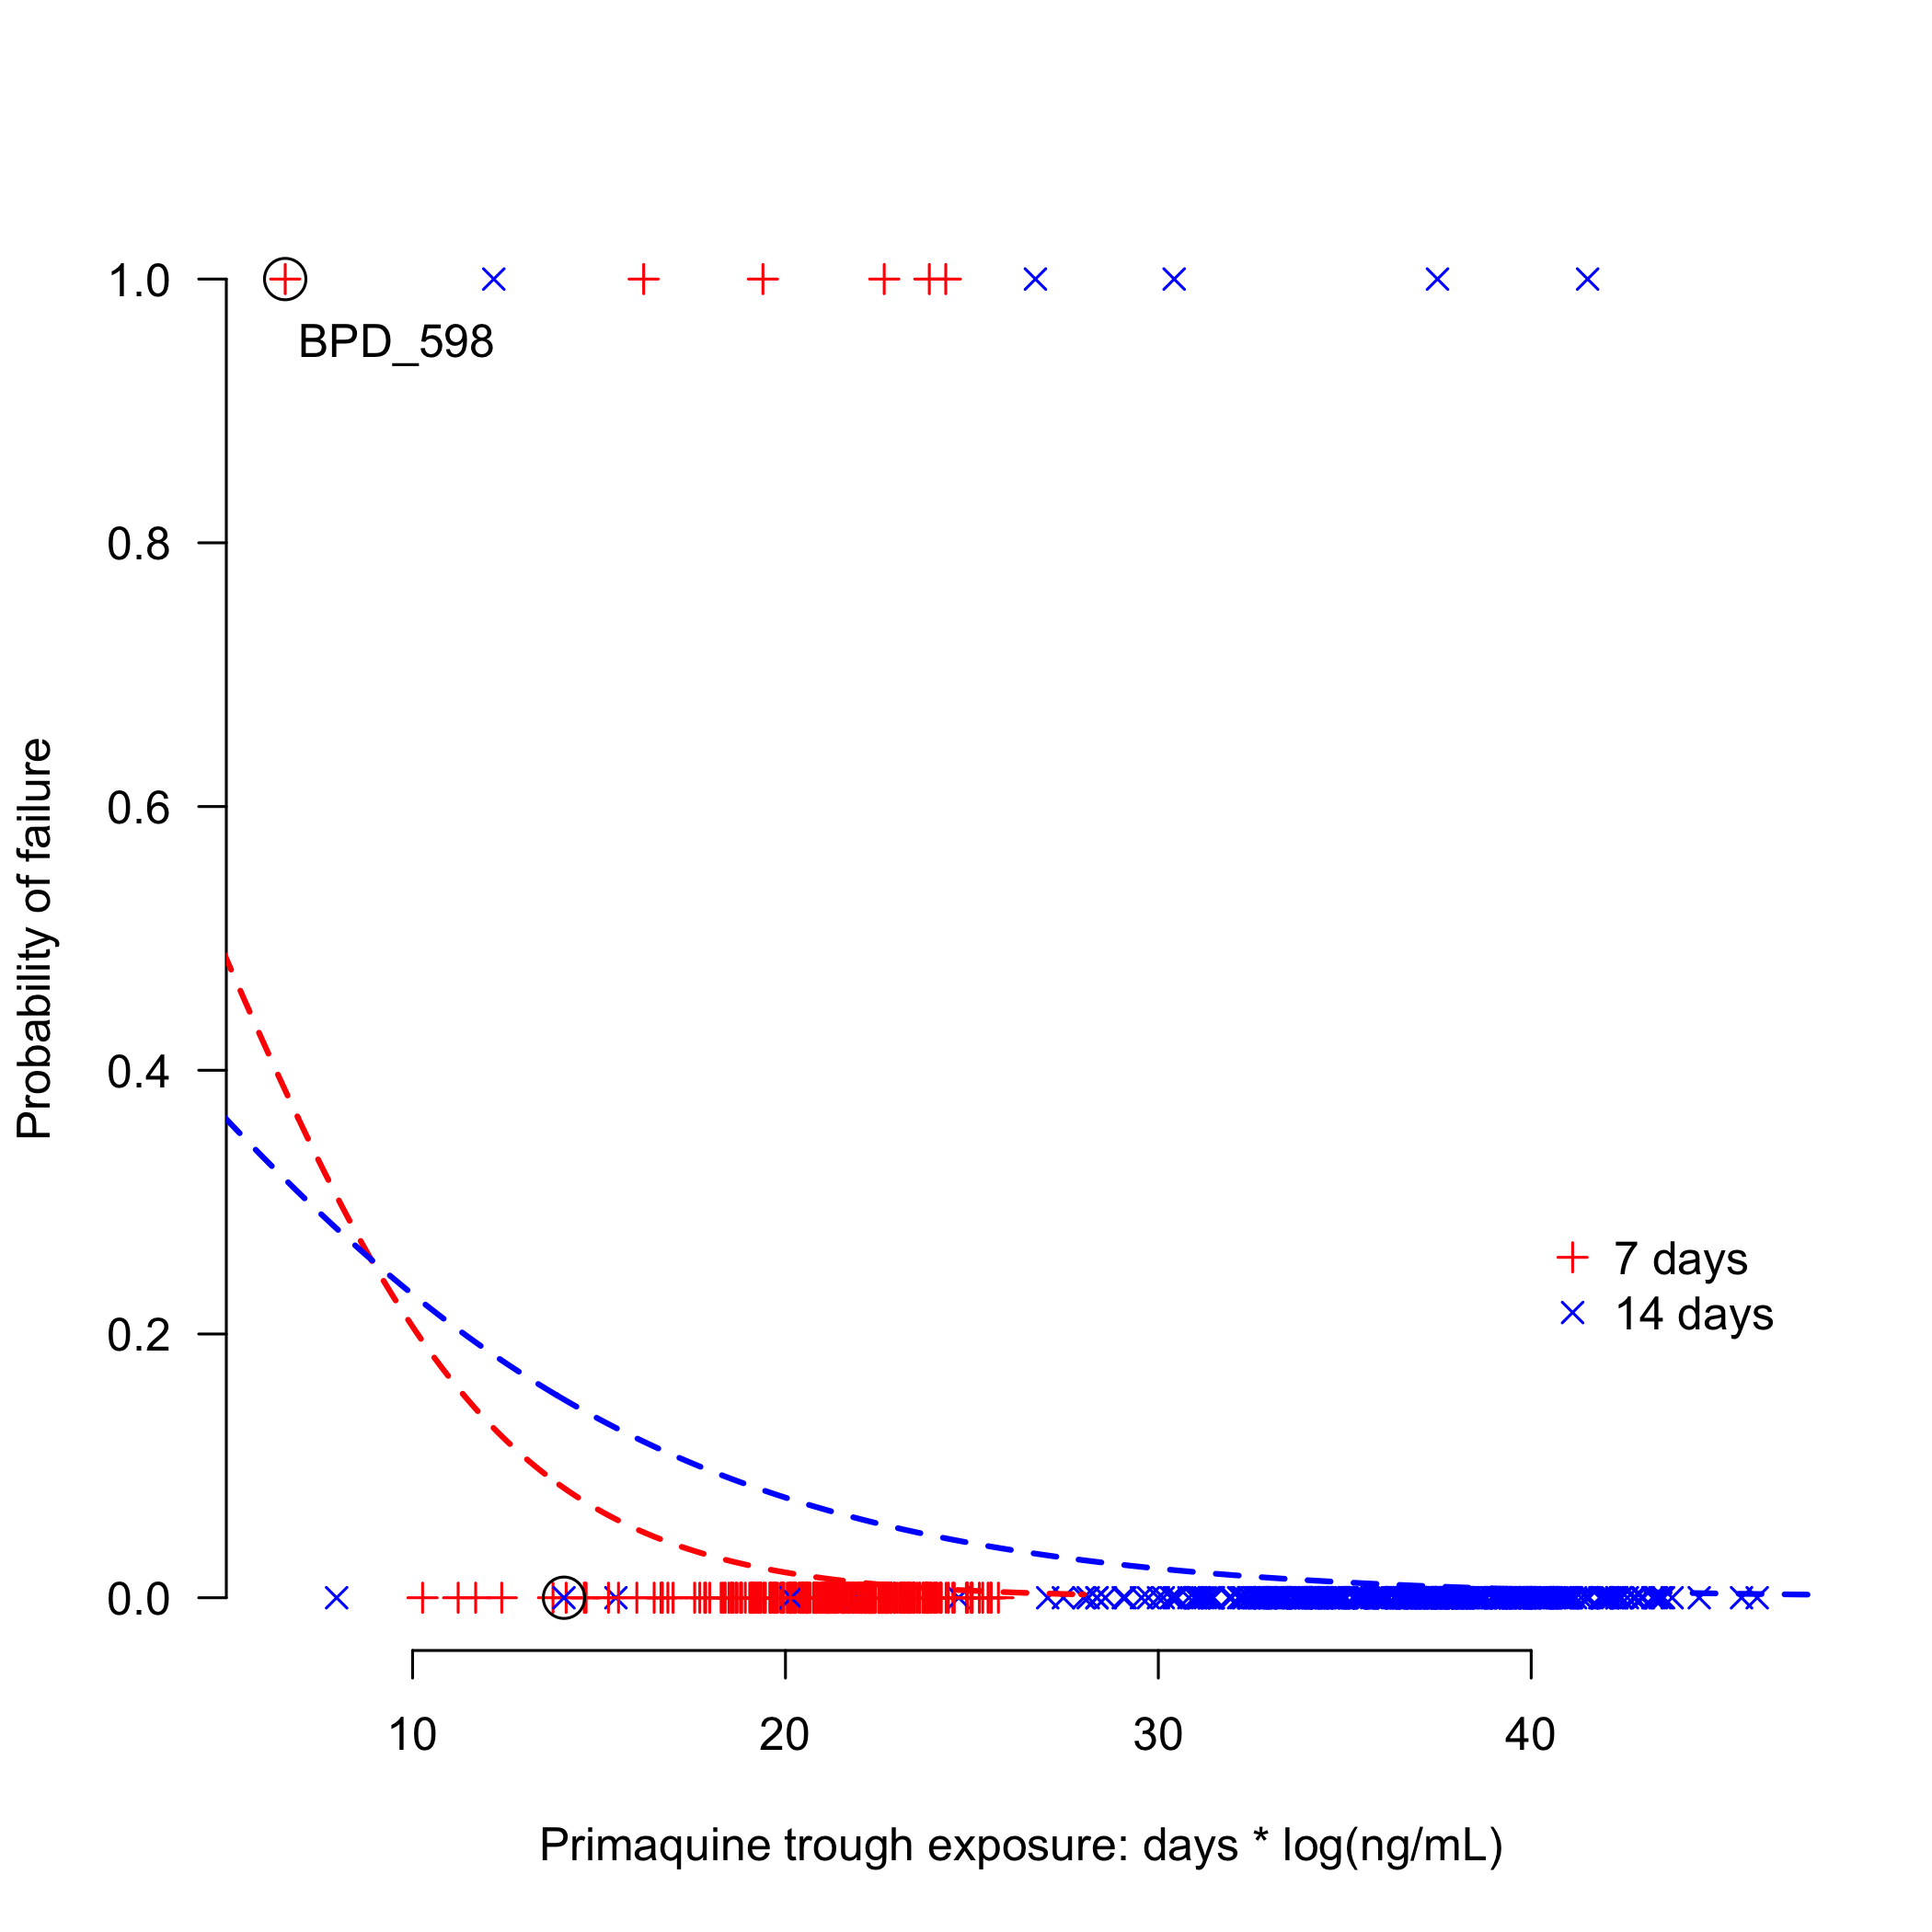 1.0
BPD_598
0.8
0.6
Probability of failure
0.4
7 days
14 days
0.2
0.0
10 20 30 40
Primaquine trough exposure: days * log(ng/mL)